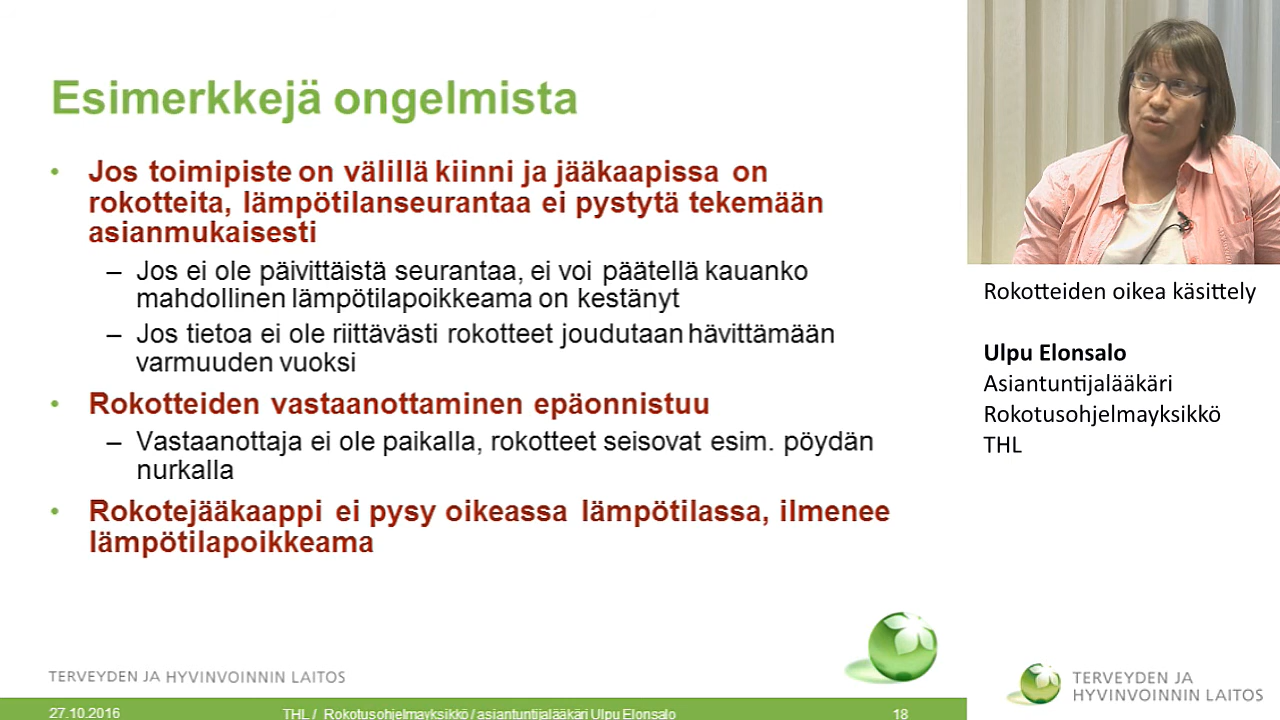 Esimerkkejä ongelmista
• Jos toimipiste on välillä kiinni ja jääkaapissa on
rokotteita, lämpötilanseurantaa ei pystytä tekemään
asianmukaisesti
– Jos ei ole päivittäistä seurantaa, ei voi päätellä kauanko
mahdollinen lämpötilapoikkeama on kestänyt
– Jos tietoa ei ole riittävästi rokotteet joudutaan hävittämään
varmuuden vuoksi
• Rokotteiden vastaanottaminen epäonnistuu
– Vastaanottaja ei ole paikalla, rokotteet seisovat esim. pöydän
nurkalla
• Rokotejääkaappi ei pysy oikeassa lämpötilassa, ilmenee
lämpötilapoikkeama
TERVEYDEN JA HYVINVOINNIN LAITOS
27.10.2016 THL / Rokotusohjelmayksikkö / asiantuntijalääkäri Ulpu Elonsalo 18
Rokotteiden oikea käsittely
Ulpu Elonsalo
Asiantuntijalääkäri
Rokotusohjelmayksikkö
THL
TERVEYDEN JA
HYVINVOINNIN LAITOS